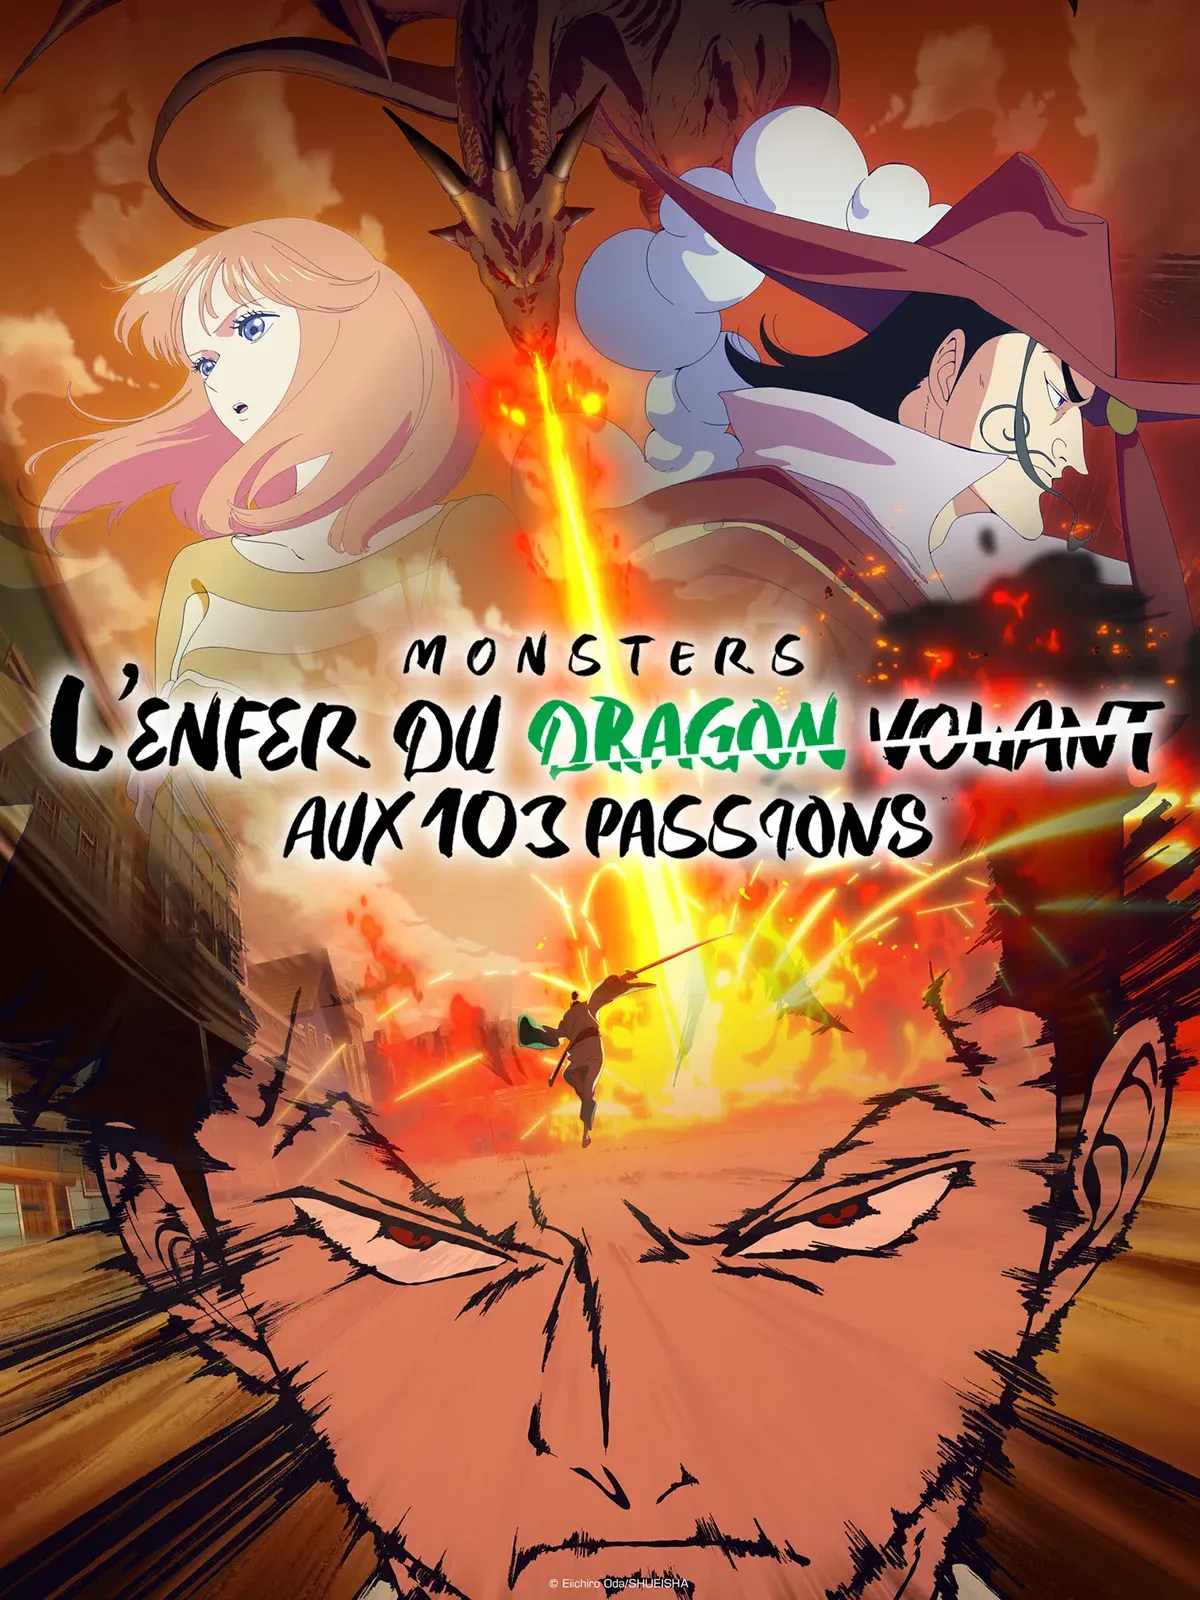 MONSTERS
L'ENFER DU DRAGON VOLANT
AUX 103 PASSIONS
© Eiichiro Oda/SHUEISHA